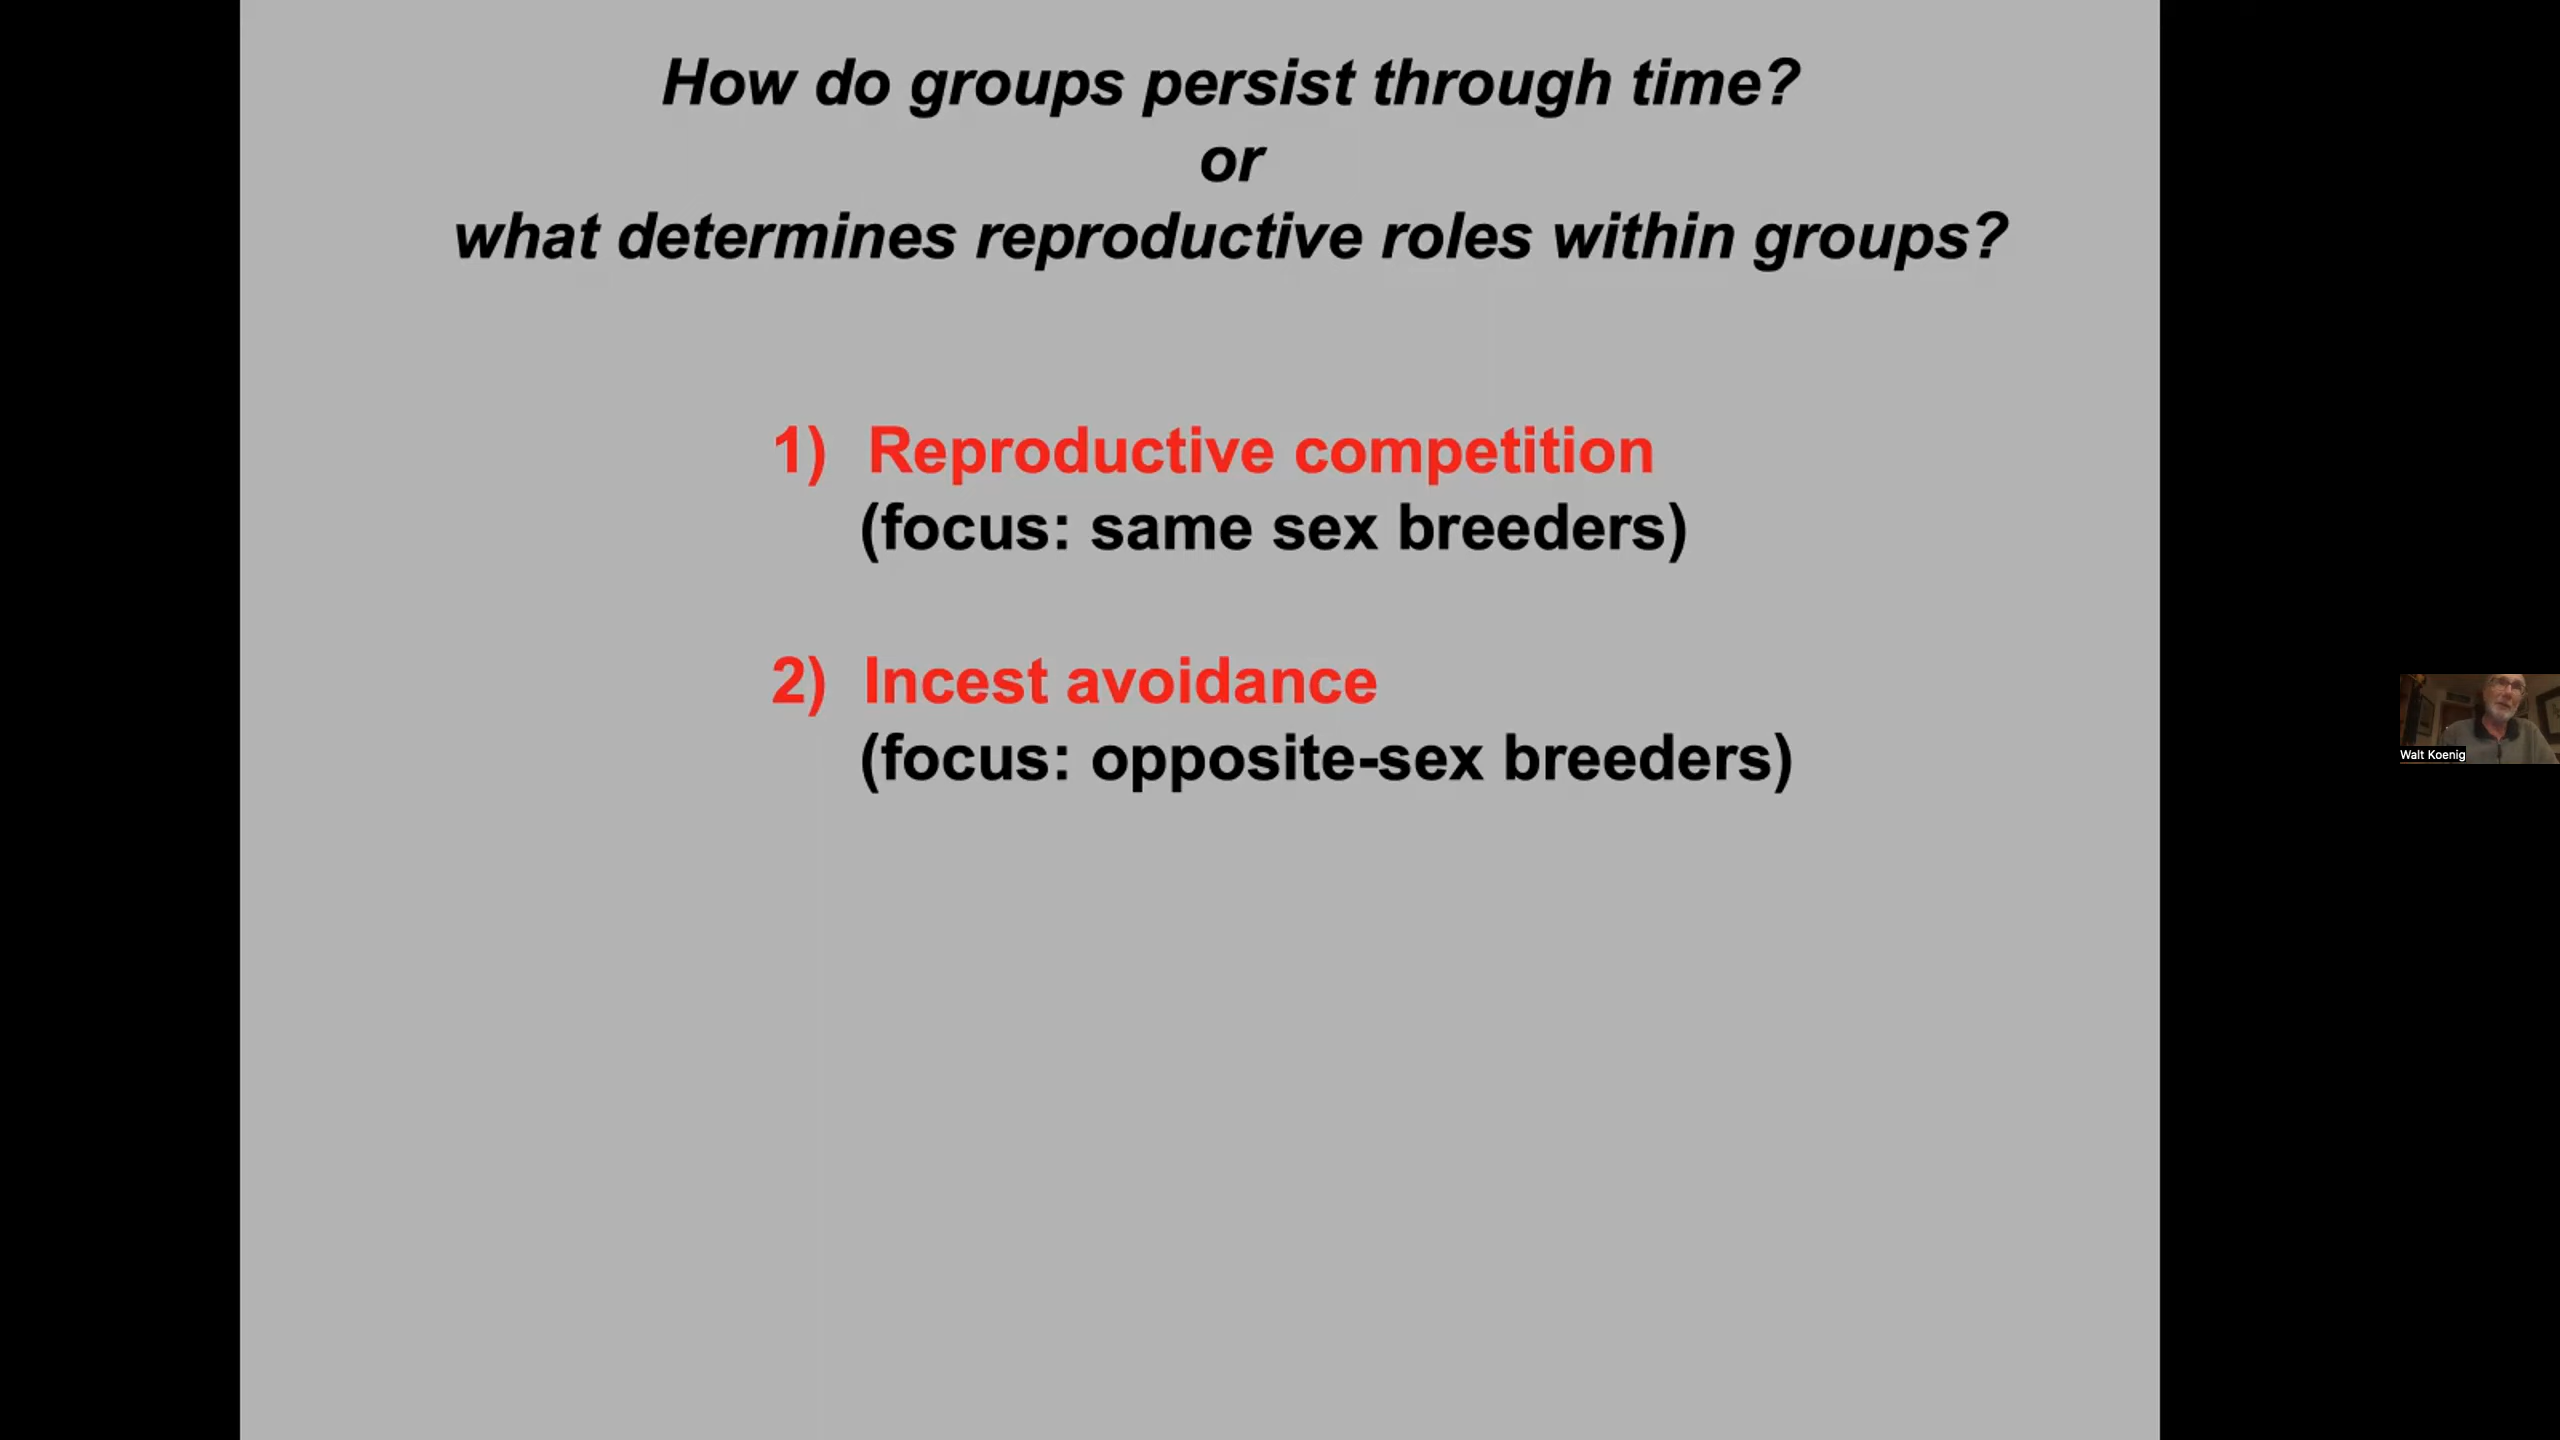 How do groups persist through time?
or
what determines reproductive roles within groups?
1) Reproductive competition
(focus: same sex breeders)
2) Incest avoidance
(focus: opposite-sex breeders)
Walt Koenig